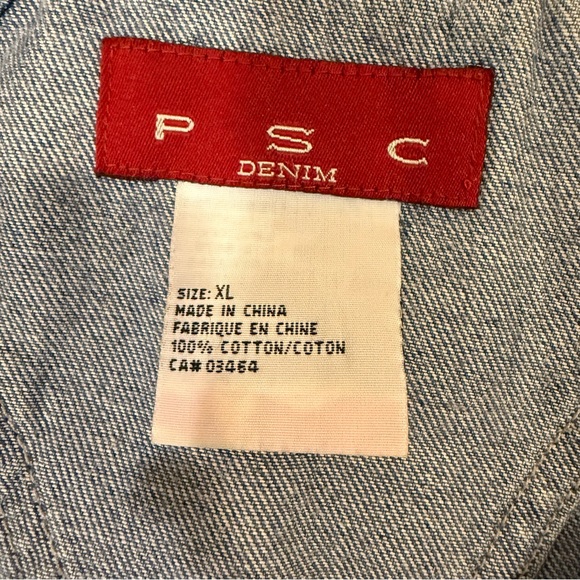 P S C
DENIM
SIZE: XL
MADE IN CHINA
FABRIQUE EN CHINE
100% COTTON/COTON
CA# 03464